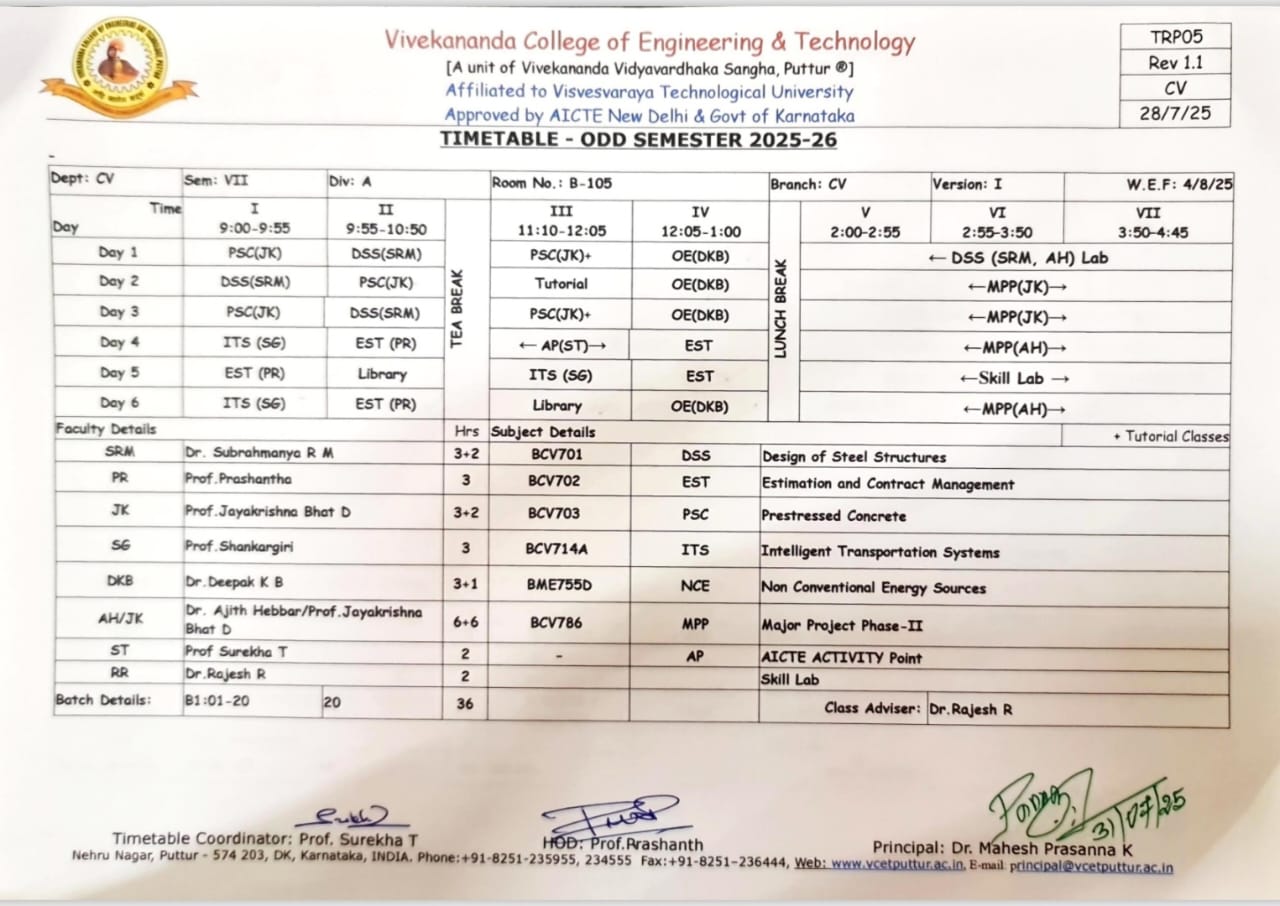 Vivekananda College of Engineering & Technology
[A unit of Vivekananda Vidyavardhaka Sangha, Puttur ®]
Affiliated to Visvesvaraya Technological University
Approved by AICTE New Delhi & Govt of Karnataka
TRP05
Rev 1.1
CV
28/7/25
TIMETABLE - ODD SEMESTER 2025-26
Dept: CV Sem: VII Div: A Room No.: B-105 Branch: CV Version: I W.E.F: 4/8/25
Time I II III IV V VI VII
Day 9:00-9:55 9:55-10:50 11:10-12:05 12:05-1:00 2:00-2:55 2:55-3:50 3:50-4:45
TEA BREAK
LUNCH BREAK
Day 1 PSC(JK) DSS(SRM) PSC(JK)+ OE(DKB) ← DSS (SRM, AH) Lab
Day 2 DSS(SRM) PSC(JK) Tutorial OE(DKB) ←MPP(JK)→
Day 3 PSC(JK) DSS(SRM) PSC(JK)+ OE(DKB) ←MPP(JK)→
Day 4 ITS (SG) EST (PR) ← AP(ST)→ EST ←MPP(AH)→
Day 5 EST (PR) Library ITS (SG) EST ←Skill Lab →
Day 6 ITS (SG) EST (PR) Library OE(DKB) ←MPP(AH)→
Faculty Details Hrs Subject Details + Tutorial Classes
SRM Dr. Subrahmanya R M 3+2 BCV701 DSS Design of Steel Structures
PR Prof.Prashantha 3 BCV702 EST Estimation and Contract Management
JK Prof.Jayakrishna Bhat D 3+2 BCV703 PSC Prestressed Concrete
SG Prof.Shankargiri 3 BCV714A ITS Intelligent Transportation Systems
DKB Dr.Deepak K B 3+1 BME755D NCE Non Conventional Energy Sources
AH/JK Dr. Ajith Hebbar/Prof.Jayakrishna Bhat D 6+6 BCV786 MPP Major Project Phase-II
ST Prof Surekha T 2 - AP AICTE ACTIVITY Point
RR Dr.Rajesh R 2 Skill Lab
Batch Details: B1:01-20 20 36 Class Adviser: Dr.Rajesh R
31/07/25
Timetable Coordinator: Prof. Surekha T HOD: Prof.Prashanth Principal: Dr. Mahesh Prasanna K
Nehru Nagar, Puttur - 574 203, DK, Karnataka, INDIA. Phone:+91-8251-235955, 234555 Fax:+91-8251-236444, Web: www.vcetputtur.ac.in, E-mail: principal@vcetputtur.ac.in